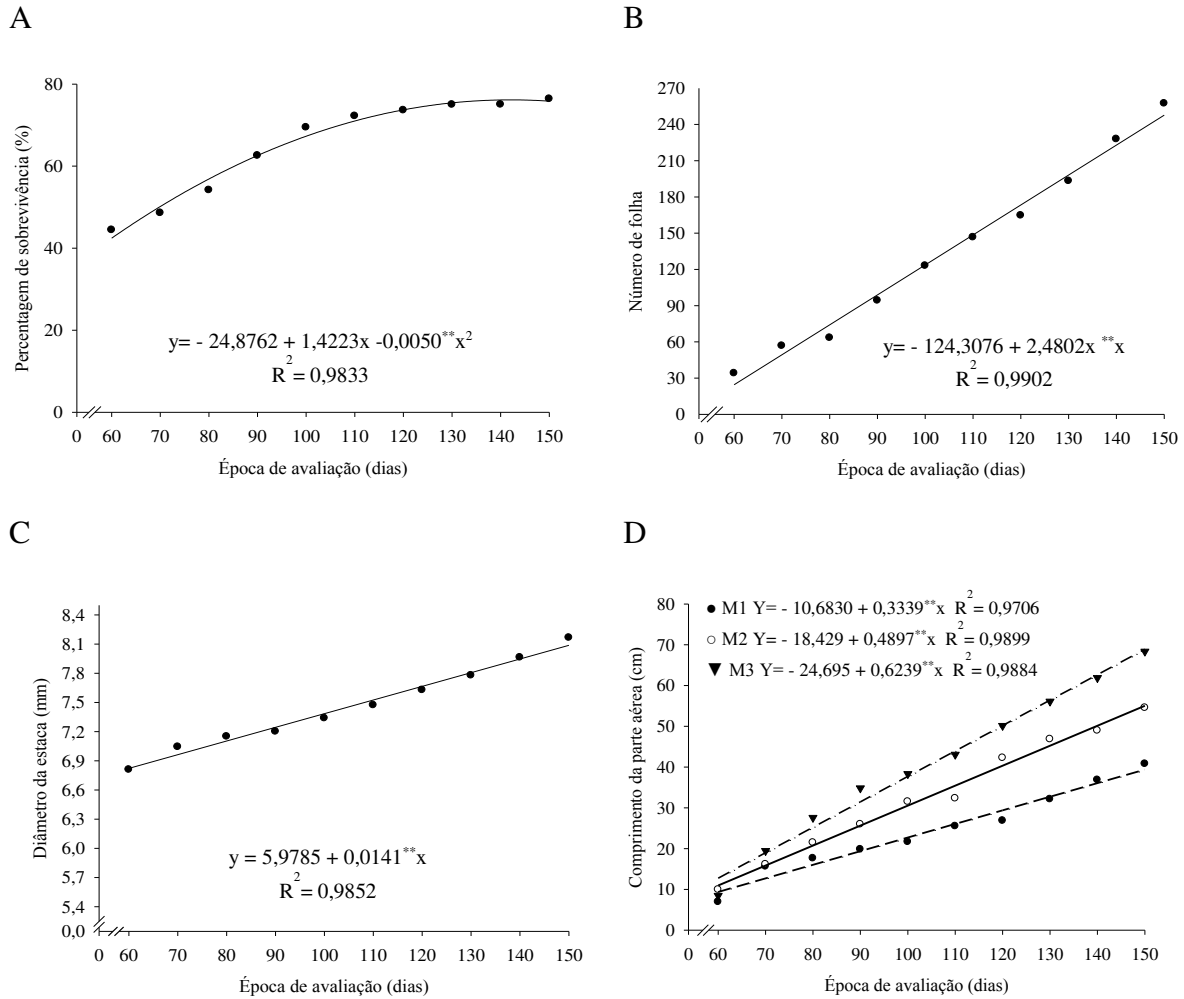 A
80
60
40
20
0
Percentagem de sobrevivência (%)
y= - 24,8762 + 1,4223x -0,0050**x²
R² = 0,9833
0 60 70 80 90 100 110 120 130 140 150
Época de avaliação (dias)
B
270
240
210
180
150
120
90
60
30
0
Número de folha
y= - 124,3076 + 2,4802x **x
R² = 0,9902
0 60 70 80 90 100 110 120 130 140 150
Época de avaliação (dias)
C
8,4
8,1
7,8
7,5
7,2
6,9
6,6
6,3
6,0
5,7
5,4
0,0
Diâmetro da estaca (mm)
y = 5,9785 + 0,0141**x
R² = 0,9852
0 60 70 80 90 100 110 120 130 140 150
Época de avaliação (dias)
D
M1 Y= - 10,6830 + 0,3339**x R² = 0,9706
M2 Y= - 18,429 + 0,4897**x R² = 0,9899
M3 Y= - 24,695 + 0,6239**x R² = 0,9884
80
70
60
50
40
30
20
10
0
Comprimento da parte aérea (cm)
0 60 70 80 90 100 110 120 130 140 150
Época de avaliação (dias)